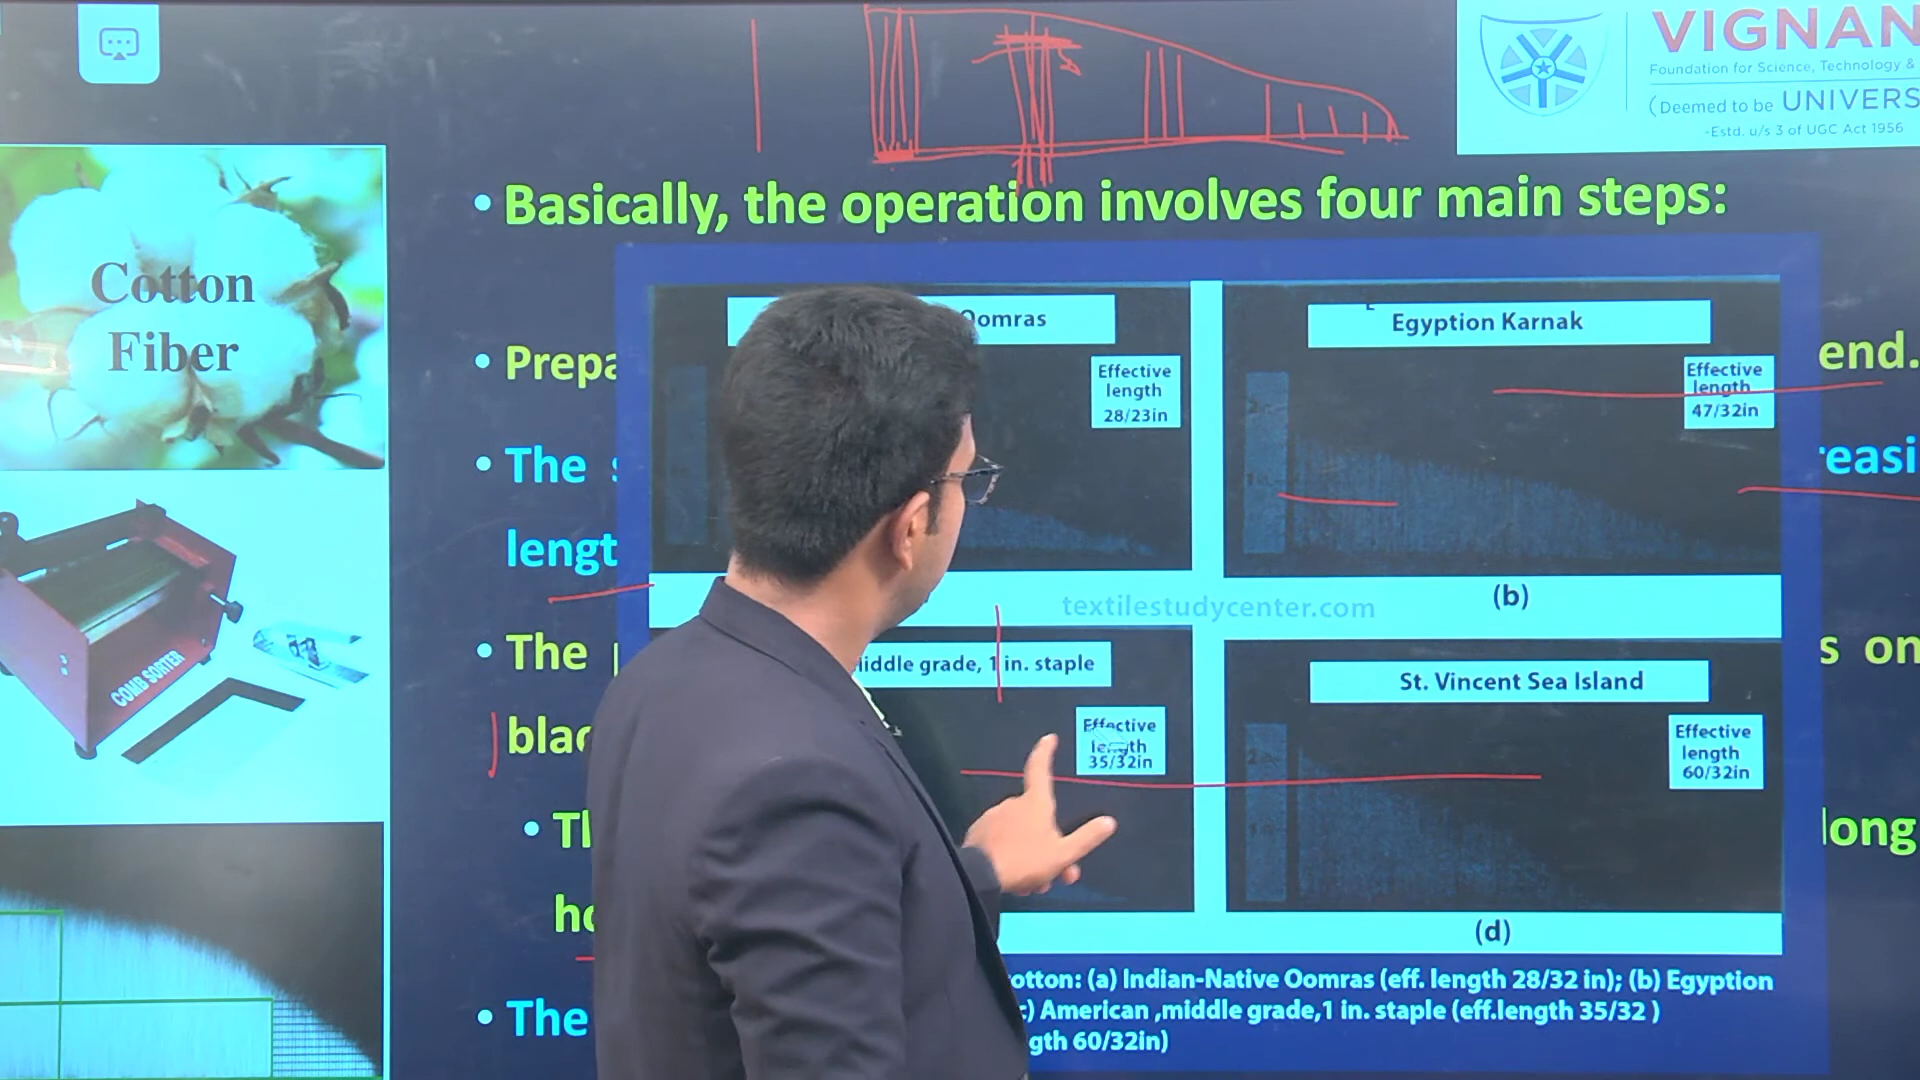 VIGNAN
Foundation for Science, Technology &
(Deemed to be UNIVERS
-Estd. u/s 3 of UGC Act 1956
• Basically, the operation involves four main steps:
Cotton
Fiber
COMB SORTER
• Prepa
end.
• The
easi
lengt
• The
s on
blac
long
• The
Oomras
Effective
length
28/23in
Egyption Karnak
Effective
length
47/32in
(b)
textilestudycenter.com
iddle grade, 1 in. staple
Effective
length
35/32in
St. Vincent Sea Island
Effective
length
60/32in
(d)
otton: (a) Indian-Native Oomras (eff. length 28/32 in); (b) Egyption
) American ,middle grade,1 in. staple (eff.length 35/32 )
gth 60/32in)